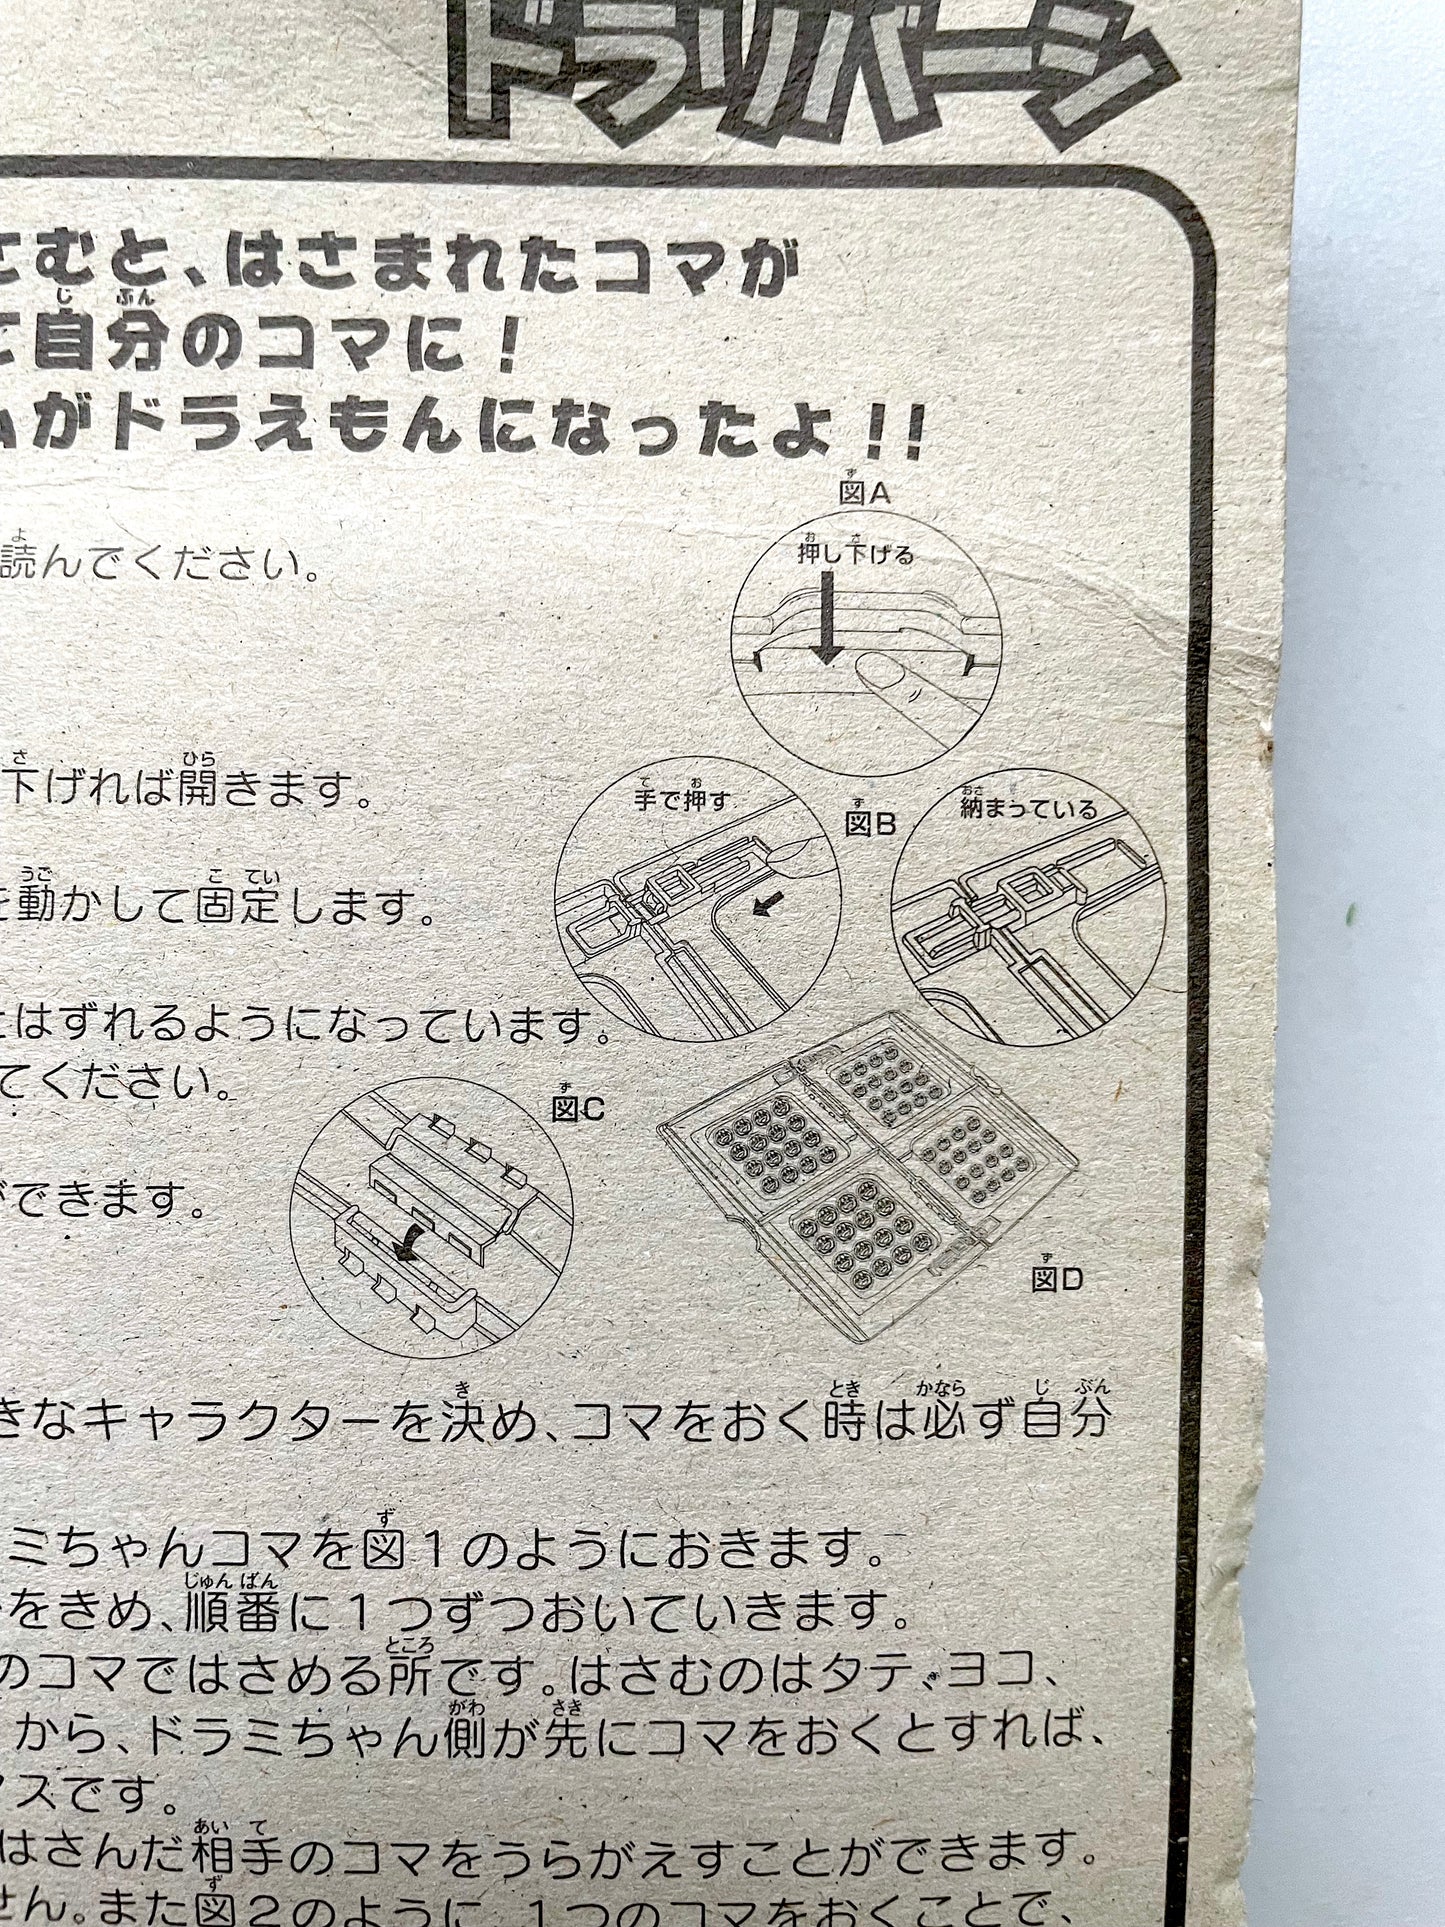 ドラリバーシ
こむと、はさまれたコマが
て自分のコマに！
ムがドラえもんになったよ！！
図A
押し下げる
読んでください。
下げれば開きます。
手で押す
図B
納まっている
を動かして固定します。
とはずれるようになっています。
てください。
図C
ができます。
図D
きなキャラクターを決め、コマをおく時は必ず自分
ミちゃんコマを図1のようにおきます。
をきめ、順番に1つずつおいていきます。
のコマではさめる所です。はさむのはタテ、ヨコ、
から、ドラミちゃん側が先にコマをおくとすれば、
マスです。
はさんだ相手のコマをうらがえすことができます。
せん。また図2のように、1つのコマをおくことで、